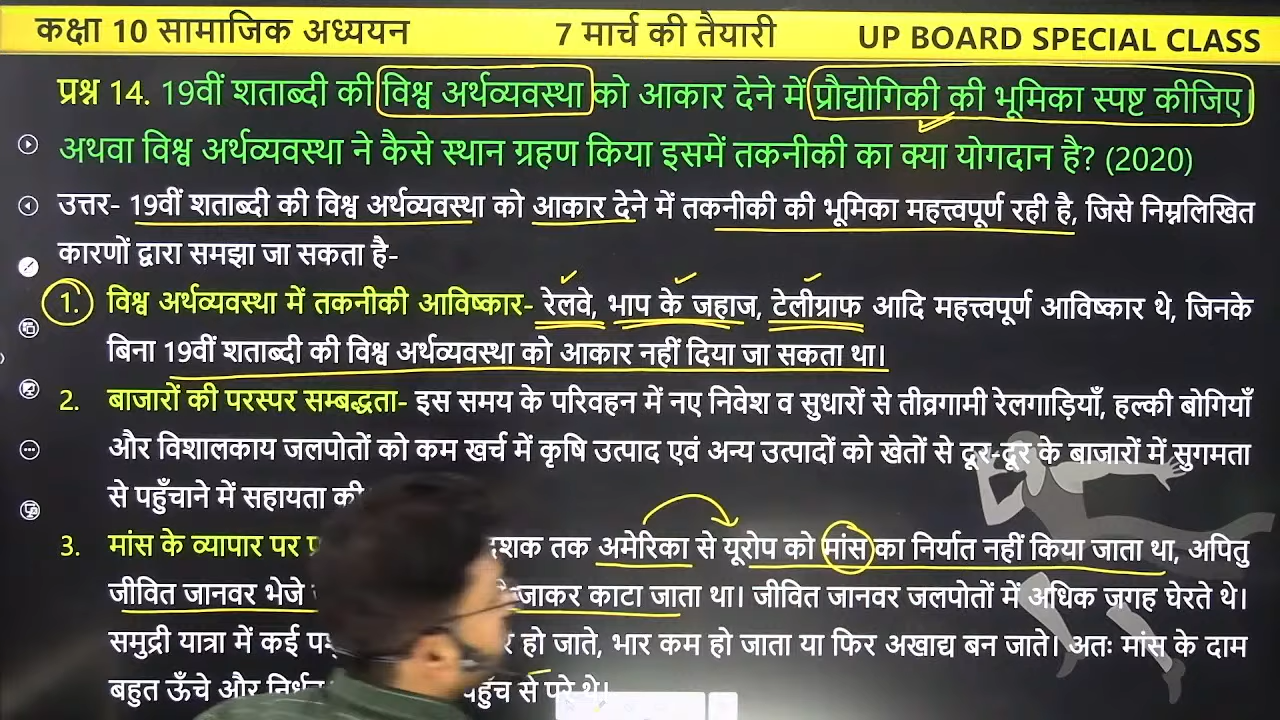 कक्षा 10 सामाजिक अध्ययन 7 मार्च की तैयारी UP BOARD SPECIAL CLASS
प्रश्न 14. 19वीं शताब्दी की विश्व अर्थव्यवस्था को आकार देने में प्रौद्योगिकी की भूमिका स्पष्ट कीजिए।
अथवा विश्व अर्थव्यवस्था ने कैसे स्थान ग्रहण किया इसमें तकनीकी का क्या योगदान है? (2020)
उत्तर- 19वीं शताब्दी की विश्व अर्थव्यवस्था को आकार देने में तकनीकी की भूमिका महत्त्वपूर्ण रही है, जिसे निम्नलिखित
कारणों द्वारा समझा जा सकता है-
1. विश्व अर्थव्यवस्था में तकनीकी आविष्कार- रेलवे, भाप के जहाज, टेलीग्राफ आदि महत्त्वपूर्ण आविष्कार थे, जिनके
बिना 19वीं शताब्दी की विश्व अर्थव्यवस्था को आकार नहीं दिया जा सकता था।
2. बाजारों की परस्पर सम्बद्धता- इस समय के परिवहन में नए निवेश व सुधारों से तीव्रगामी रेलगाड़ियाँ, हल्की बोगियाँ
और विशालकाय जलपोतों को कम खर्च में कृषि उत्पाद एवं अन्य उत्पादों को खेतों से दूर-दूर के बाजारों में सुगमता
से पहुँचाने में सहायता की
3. मांस के व्यापार पर दशक तक अमेरिका से यूरोप को मांस का निर्यात नहीं किया जाता था, अपितु
जीवित जानवर भेजे जाकर काटा जाता था। जीवित जानवर जलपोतों में अधिक जगह घेरते थे।
समुद्री यात्रा में कई हो जाते, भार कम हो जाता या फिर अखाद्य बन जाते। अतः मांस के दाम
बहुत ऊँचे और पहुँच से परे थे।